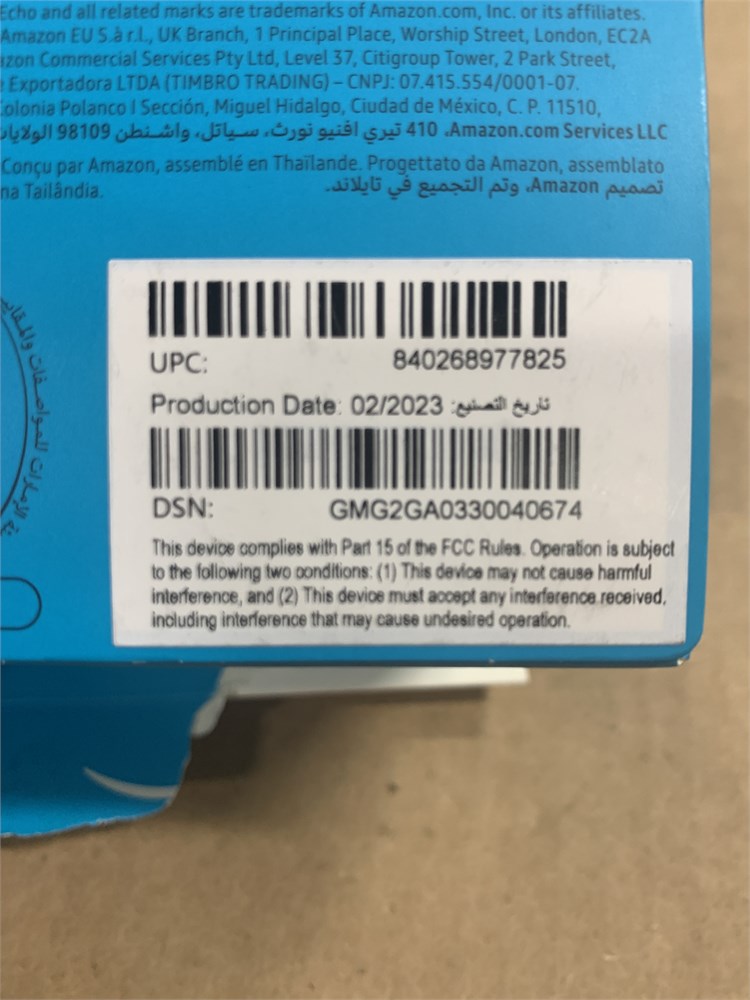 Echo and all related marks are trademarks of Amazon.com, Inc. or its affiliates.
Amazon EU S.à r.l., UK Branch, 1 Principal Place, Worship Street, London, EC2A
Commercial Services Pty Ltd, Level 37, Citigroup Tower, 2 Park Street,
Exportadora LTDA (TIMBRO TRADING) – CNPJ: 07.415.554/0001-07.
Colonia Polanco I Sección, Miguel Hidalgo, Ciudad de México, C. P. 11510,
Amazon.com Services LLC، 410 تيري افنيو نورث، سياتل، واشنطن 98109
Conçu par Amazon, assemblé en Thaïlande. Progettato da Amazon, assemblato
na Tailândia.
تصميم Amazon، وتم التجميع في تايلاند.
للمواصفات والمقاييس
الإمارات
UPC: 840268977825
Production Date: 02/2023 :تاريخ التصنيع
DSN: GMG2GA0330040674
This device complies with Part 15 of the FCC Rules. Operation is subject
to the following two conditions: (1) This device may not cause harmful
interference, and (2) This device must accept any interference received,
including interference that may cause undesired operation.